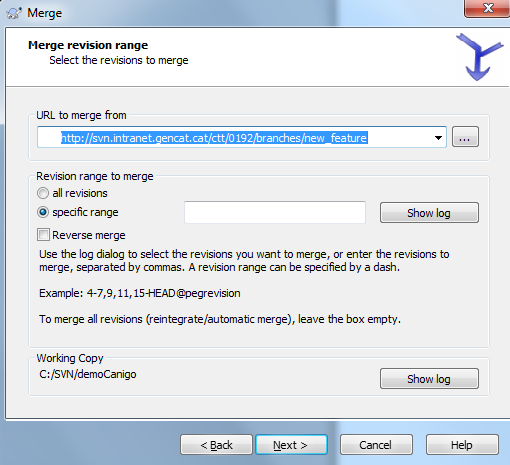 Merge
Merge revision range
Select the revisions to merge
URL to merge from
http://svn.intranet.gencat.cat/ctt/0192/branches/new_feature
...
Revision range to merge
all revisions
specific range
Show log
Reverse merge
Use the log dialog to select the revisions you want to merge, or enter the revisions to
merge, separated by commas. A revision range can be specified by a dash.
Example: 4-7,9,11,15-HEAD@pegrevision
To merge all revisions (reintegrate/automatic merge), leave the box empty.
Working Copy
C:/SVN/demoCanigo
Show log
< Back
Next >
Cancel
Help